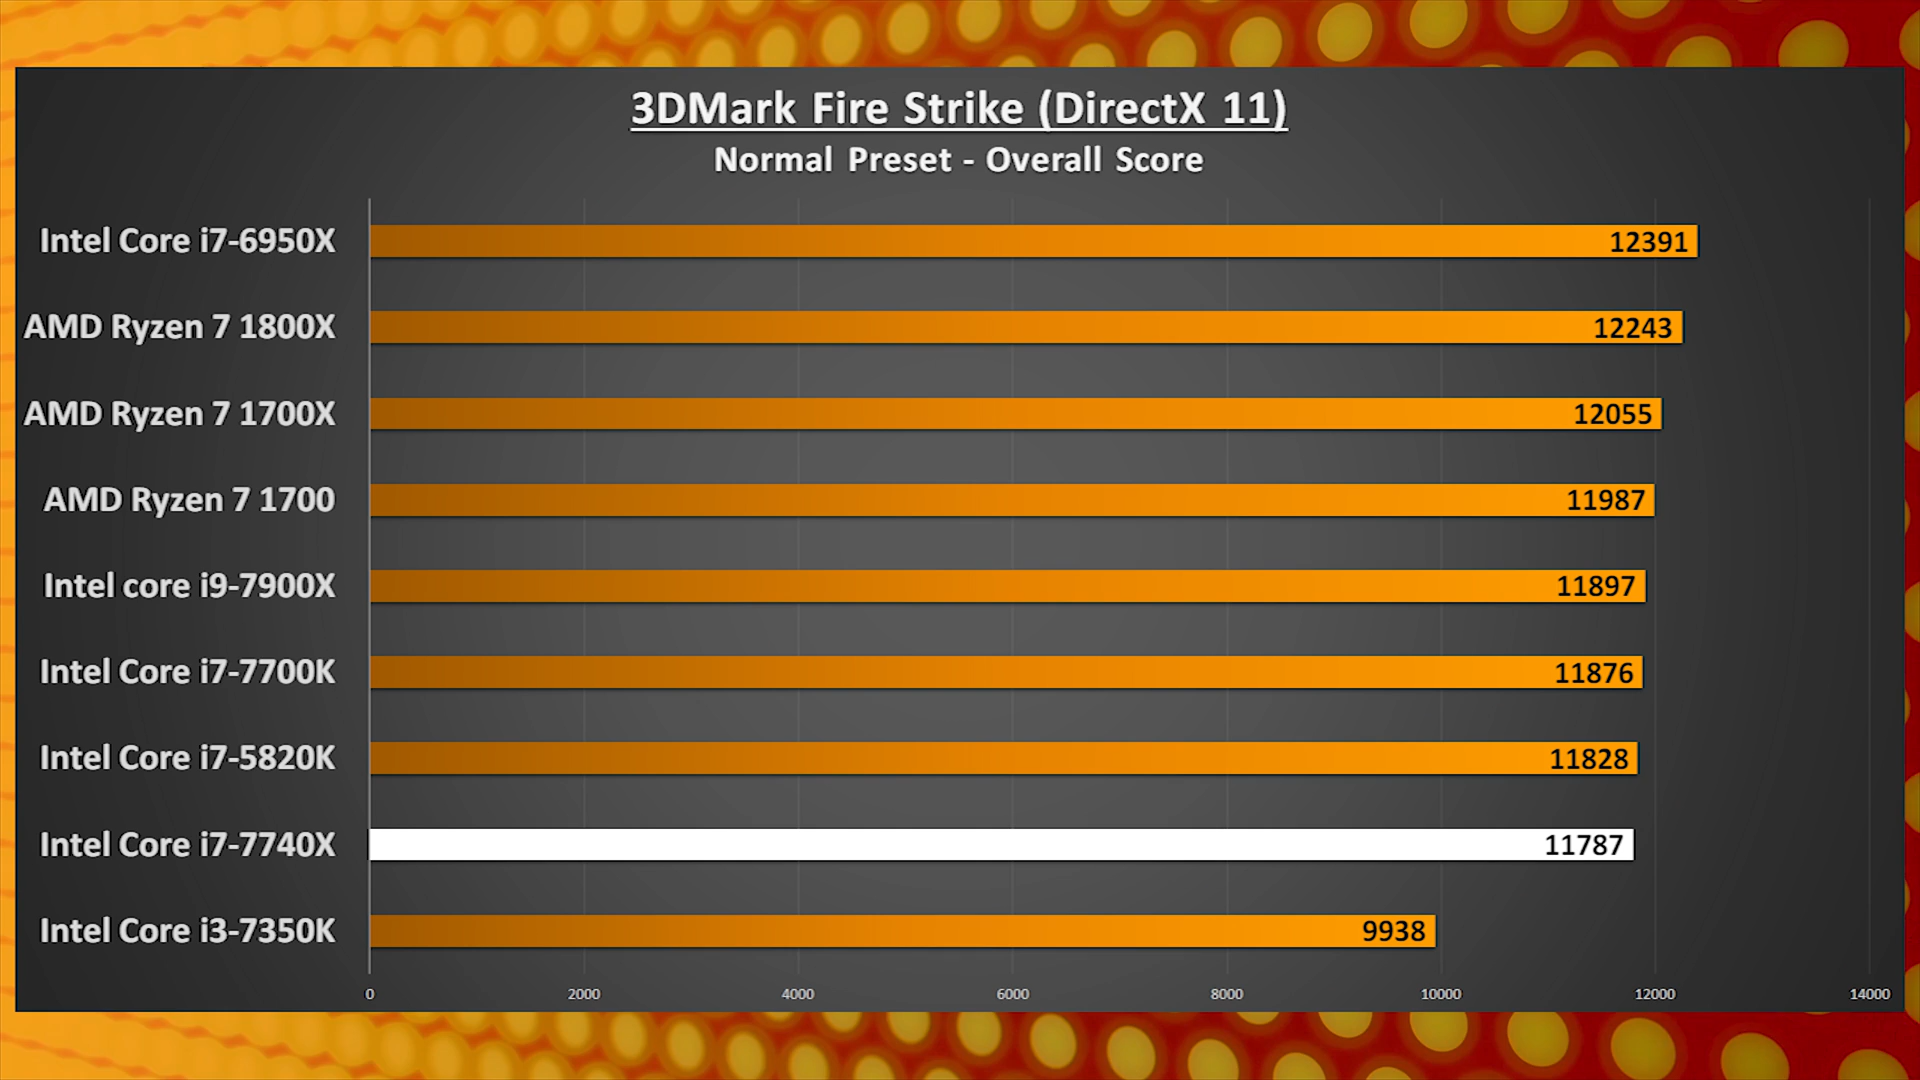 3DMark Fire Strike (DirectX 11)
Normal Preset - Overall Score
Intel Core i7-6950X 12391
AMD Ryzen 7 1800X 12243
AMD Ryzen 7 1700X 12055
AMD Ryzen 7 1700 11987
Intel core i9-7900X 11897
Intel Core i7-7700K 11876
Intel Core i7-5820K 11828
Intel Core i7-7740X 11787
Intel Core i3-7350K 9938
0 2000 4000 6000 8000 10000 12000 14000